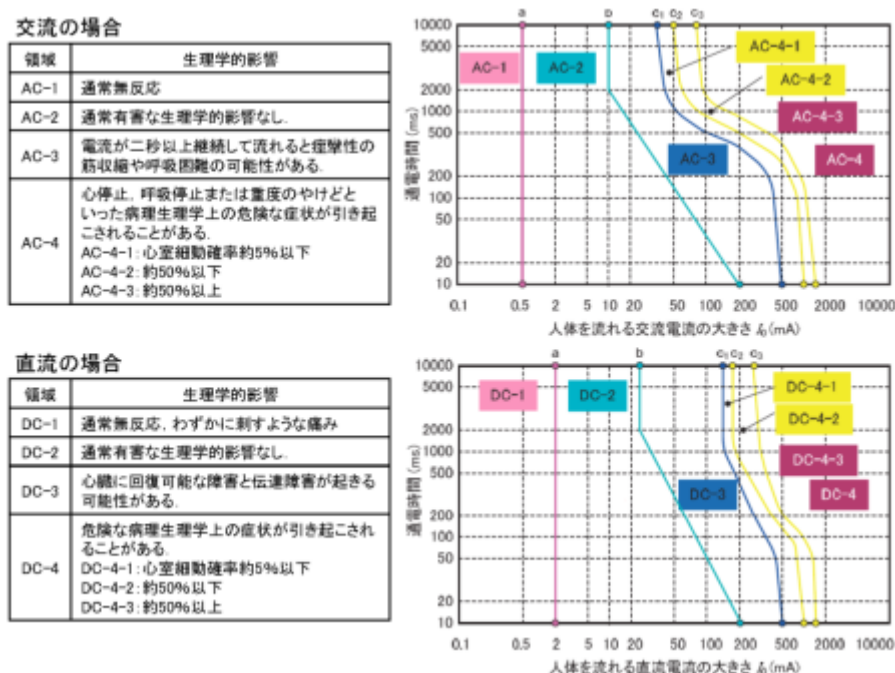 交流の場合
領域 生理学的影響
AC-1 通常無反応
AC-2 通常有害な生理学的影響なし.
AC-3 電流が二秒以上継続して流れると痙攣性の
筋収縮や呼吸困難の可能性がある.
AC-4 心停止, 呼吸停止または重度のやけどと
いった病理生理学上の危険な症状が引き起
こされることがある.
AC-4-1:心室細動確率約5%以下
AC-4-2:約50%以下
AC-4-3:約50%以上
a b c₁ c₂ c₃
通電時間(ms)
10000
5000
2000
1000
500
200
100
50
20
10
AC-1
AC-2
AC-3
AC-4-1
AC-4-2
AC-4-3
AC-4
0.1 0.5 2 5 10 20 50 100 200 500 2000 10000
人体を流れる交流電流の大きさ I₀(mA)
直流の場合
領域 生理学的影響
DC-1 通常無反応, わずかに刺すような痛み
DC-2 通常有害な生理学的影響なし.
DC-3 心臓に回復可能な障害と伝達障害が起きる
可能性がある.
DC-4 危険な病理生理学上の症状が引き起こされ
ることがある.
DC-4-1:心室細動確率約5%以下
DC-4-2:約50%以下
DC-4-3:約50%以上
a b c₁ c₂ c₃
通電時間(ms)
10000
5000
2000
1000
500
200
100
50
20
10
DC-1
DC-2
DC-3
DC-4-1
DC-4-2
DC-4-3
DC-4
0.1 0.5 2 5 10 20 50 100 200 500 2000 10000
人体を流れる直流電流の大きさ I₀(mA)